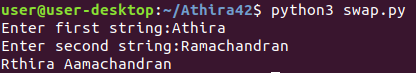 user@user-desktop:~/Athira42$ python3 swap.py
Enter first string:Athira
Enter second string:Ramachandran
Rthira Aamachandran